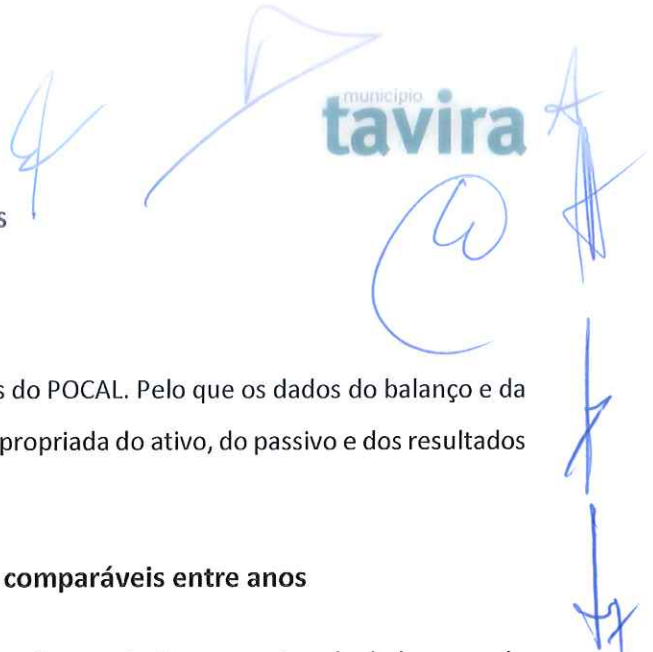 município
tavira
s
s do POCAL. Pelo que os dados do balanço e da
propriada do ativo, do passivo e dos resultados
comparáveis entre anos